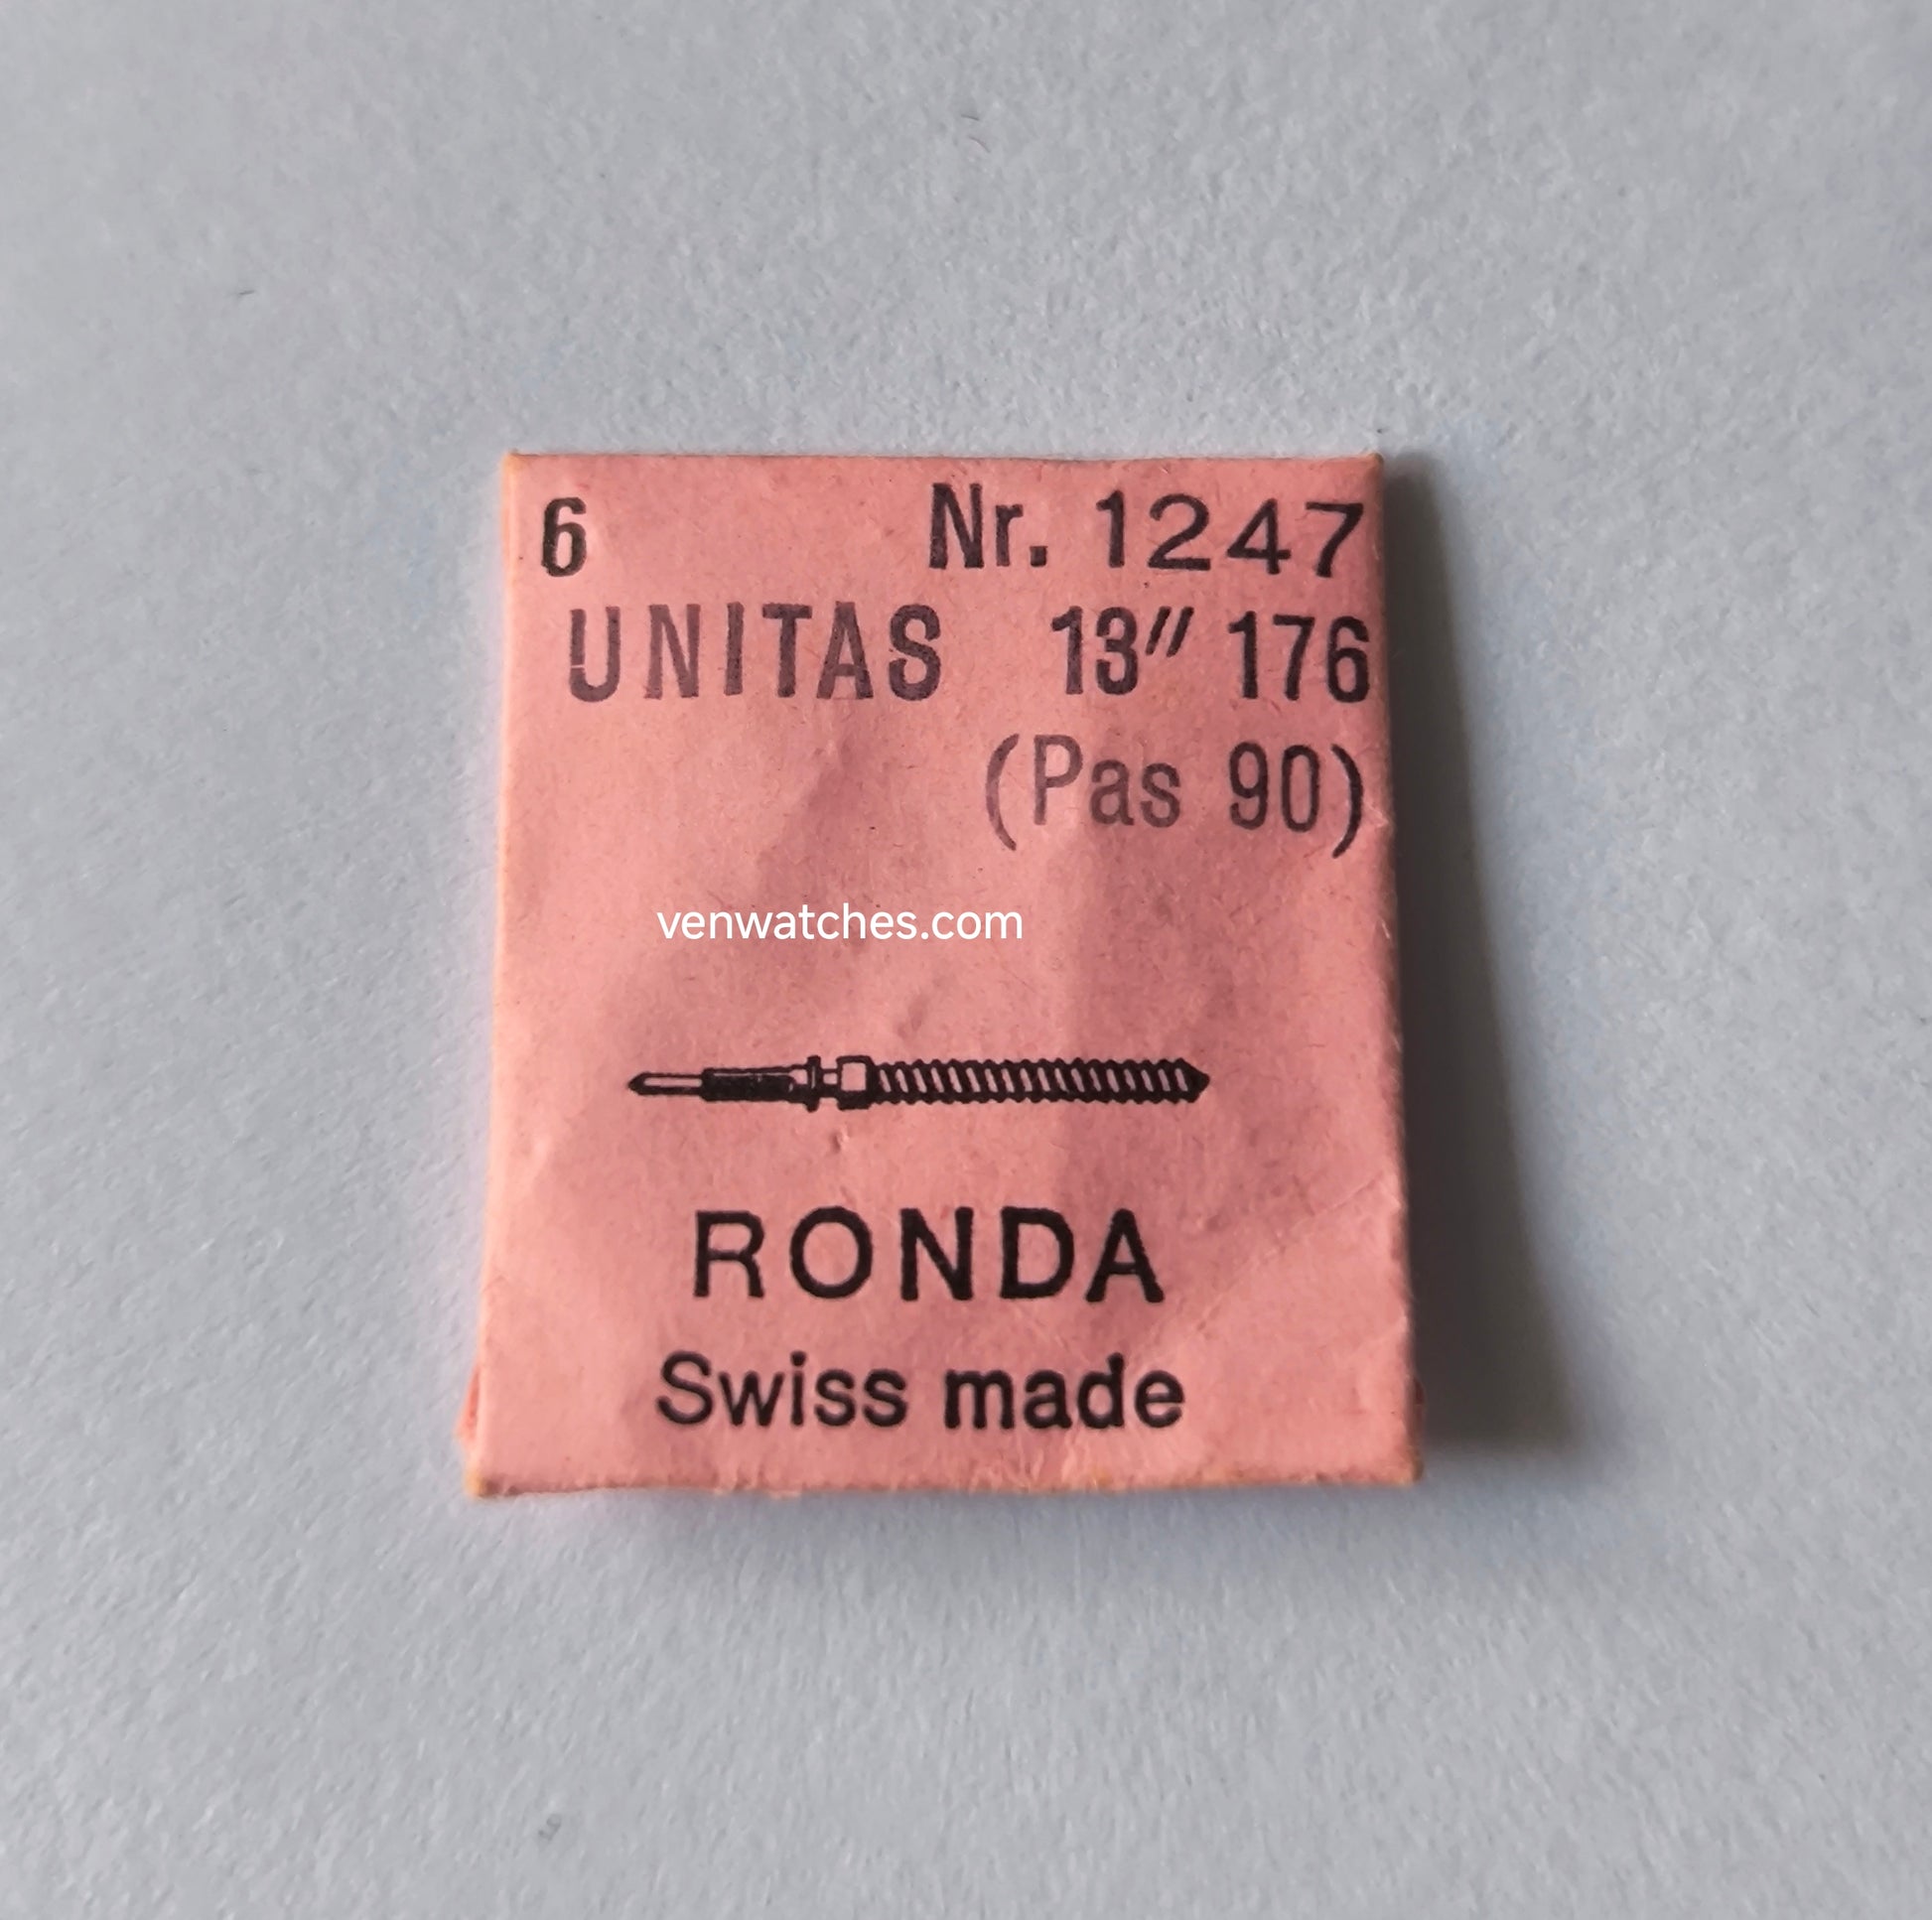 6 Nr. 1247
UNITAS 13″ 176
(Pas 90)
venwatches.com
RONDA
Swiss made